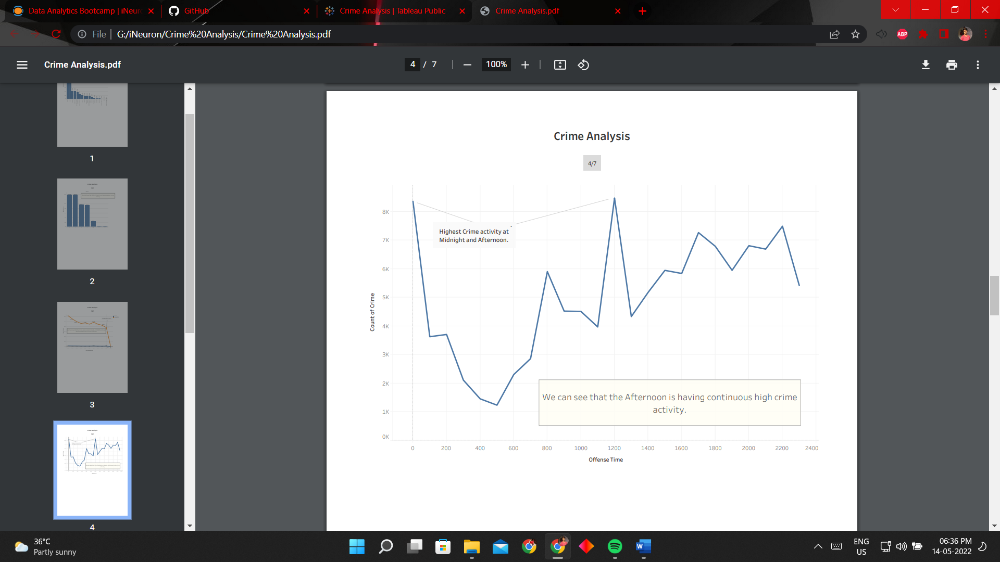 Data Analytics Bootcamp | iNeuro
GitHub
Crime Analysis | Tableau Public
Crime Analysis.pdf
File
G:/iNeuron/Crime%20Analysis/Crime%20Analysis.pdf
ABP
Crime Analysis.pdf
4 / 7
100%
1
2
3
4
Crime Analysis
4/7
8K
7K
6K
5K
4K
3K
2K
1K
0K
Count of Crime
Highest Crime activity at
Midnight and Afternoon.
We can see that the Afternoon is having continuous high crime
activity.
0 200 400 600 800 1000 1200 1400 1600 1800 2000 2200 2400
Offense Time
36°C
Partly sunny
W
ENG
US
06:36 PM
14-05-2022